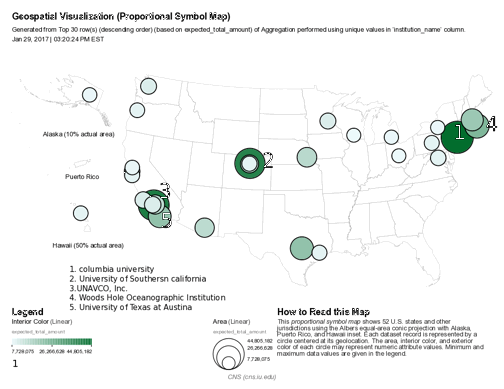 Geospatial Visualization (Proportional Symbol Map)
Generated from Top 30 row(s) (descending order) (based on expected_total_amount) of Aggregation performed using unique values in 'institution_name' column.
Jan 29, 2017 | 03:20:24 PM EST
Alaska (10% actual area)
Puerto Rico
Hawaii (50% actual area)
1
2
3
4
5
1. columbia university
2. University of Southersn california
3.UNAVCO, Inc.
4. Woods Hole Oceanographic Institution
5. University of Texas at Austina
Legend
Interior Color (Linear)
expected_total_amount
7,728,075 26,266,628 44,805,182
1
Area (Linear)
expected_total_amount
44,805,182
26,266,628
7,728,075
How to Read this Map
This proportional symbol map shows 52 U.S. states and other
jurisdictions using the Albers equal-area conic projection with Alaska,
Puerto Rico, and Hawaii inset. Each dataset record is represented by a
circle centered at its geolocation. The area, interior color, and exterior
color of each circle may represent numeric attribute values. Minimum and
maximum data values are given in the legend.
CNS (cns.iu.edu)